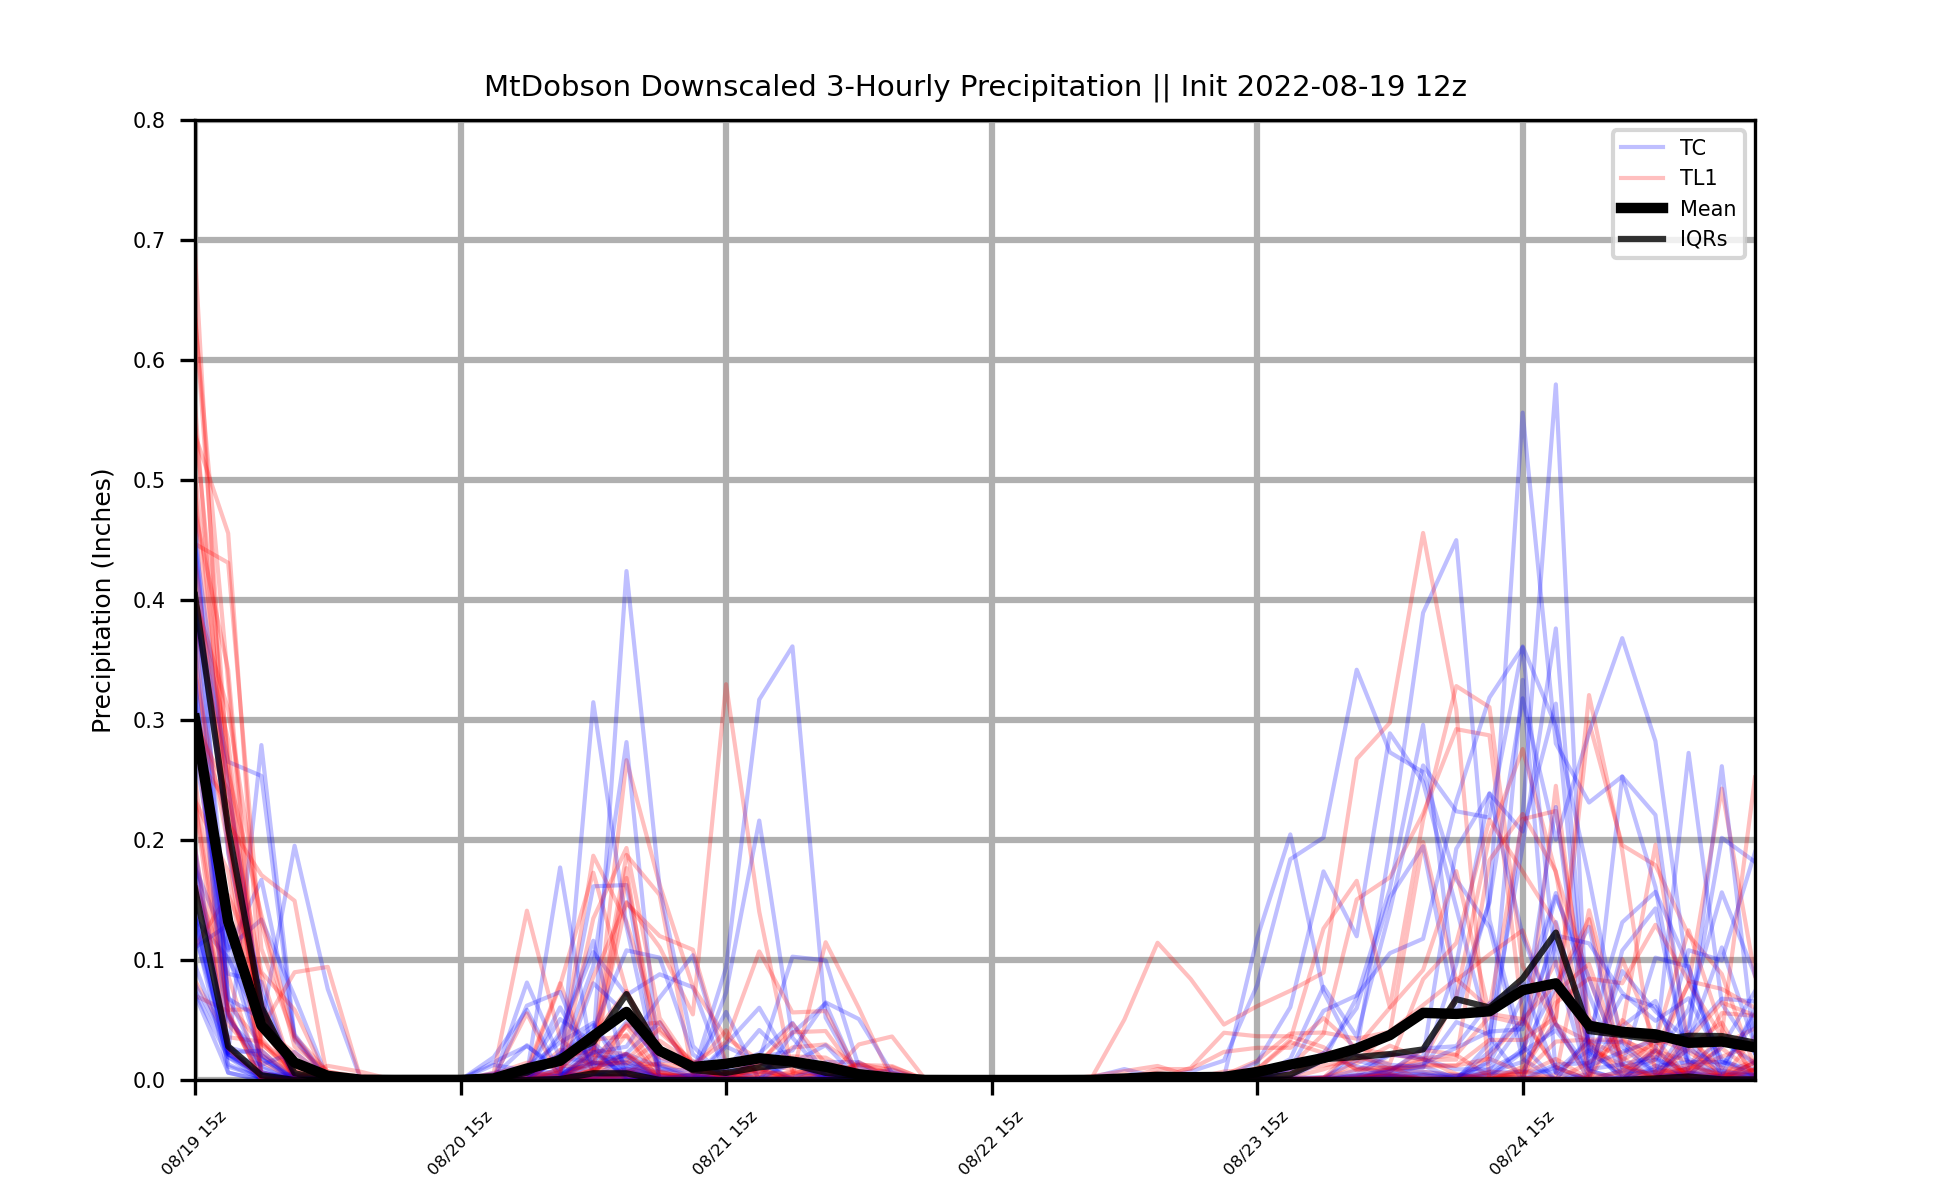 MtDobson Downscaled 3-Hourly Precipitation || Init 2022-08-19 12z
TC
TL1
Mean
IQRs
Precipitation (Inches)
0.8
0.7
0.6
0.5
0.4
0.3
0.2
0.1
0.0
08/19 15z
08/20 15z
08/21 15z
08/22 15z
08/23 15z
08/24 15z